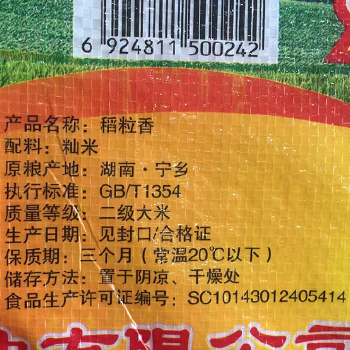 6 924811 500242
产品名称：稻粒香
配料：籼米
原粮产地：湖南·宁乡
执行标准：GB/T1354
质量等级：二级大米
生产日期：见封口/合格证
保质期：三个月（常温20℃以下）
储存方法：置于阴凉、干燥处
食品生产许可证编号：SC10143012405414
有限公司